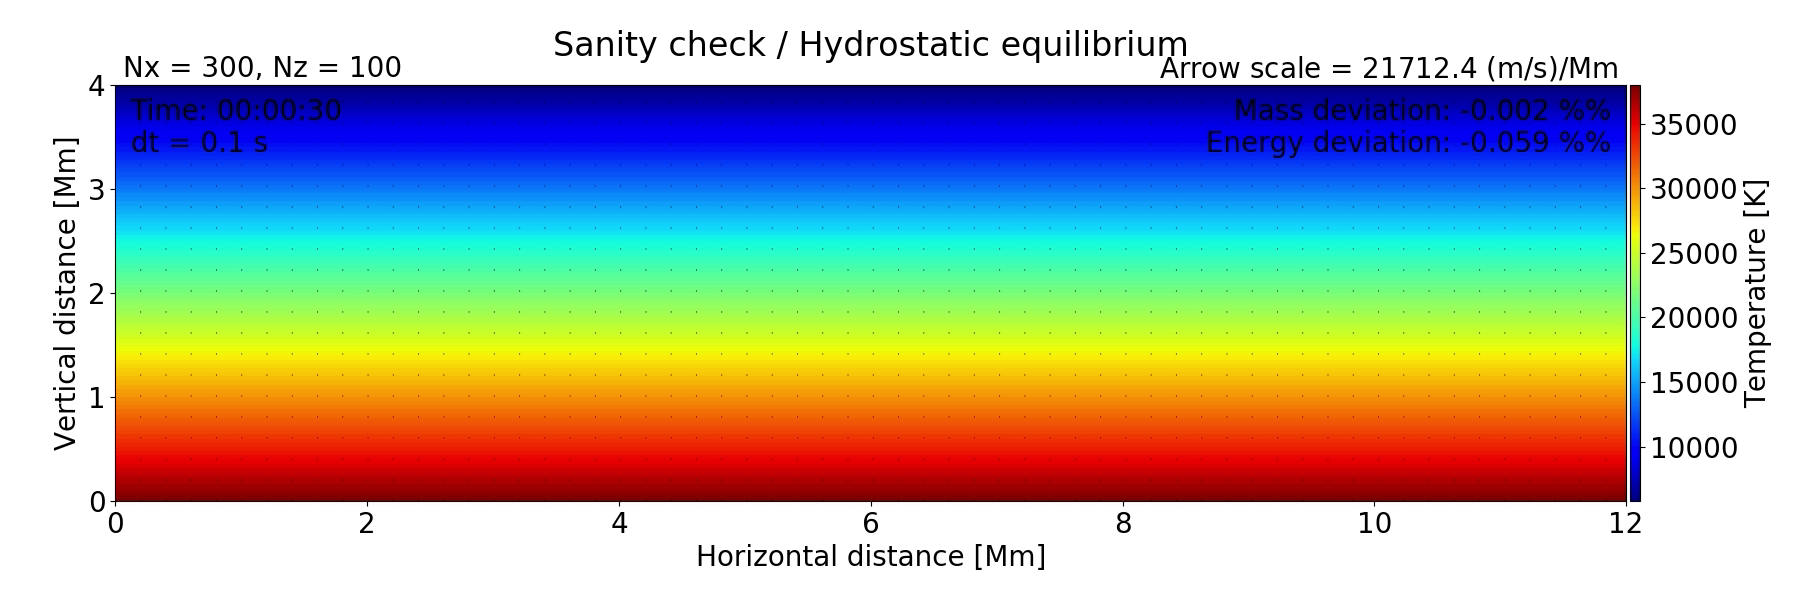 Sanity check / Hydrostatic equilibrium
Nx = 300, Nz = 100
Arrow scale = 21712.4 (m/s)/Mm
Time: 00:00:30
dt = 0.1 s
Mass deviation: -0.002 %%
Energy deviation: -0.059 %%
Vertical distance [Mm]
4
3
2
1
0
0 2 4 6 8 10 12
Horizontal distance [Mm]
35000
30000
25000
20000
15000
10000
Temperature [K]